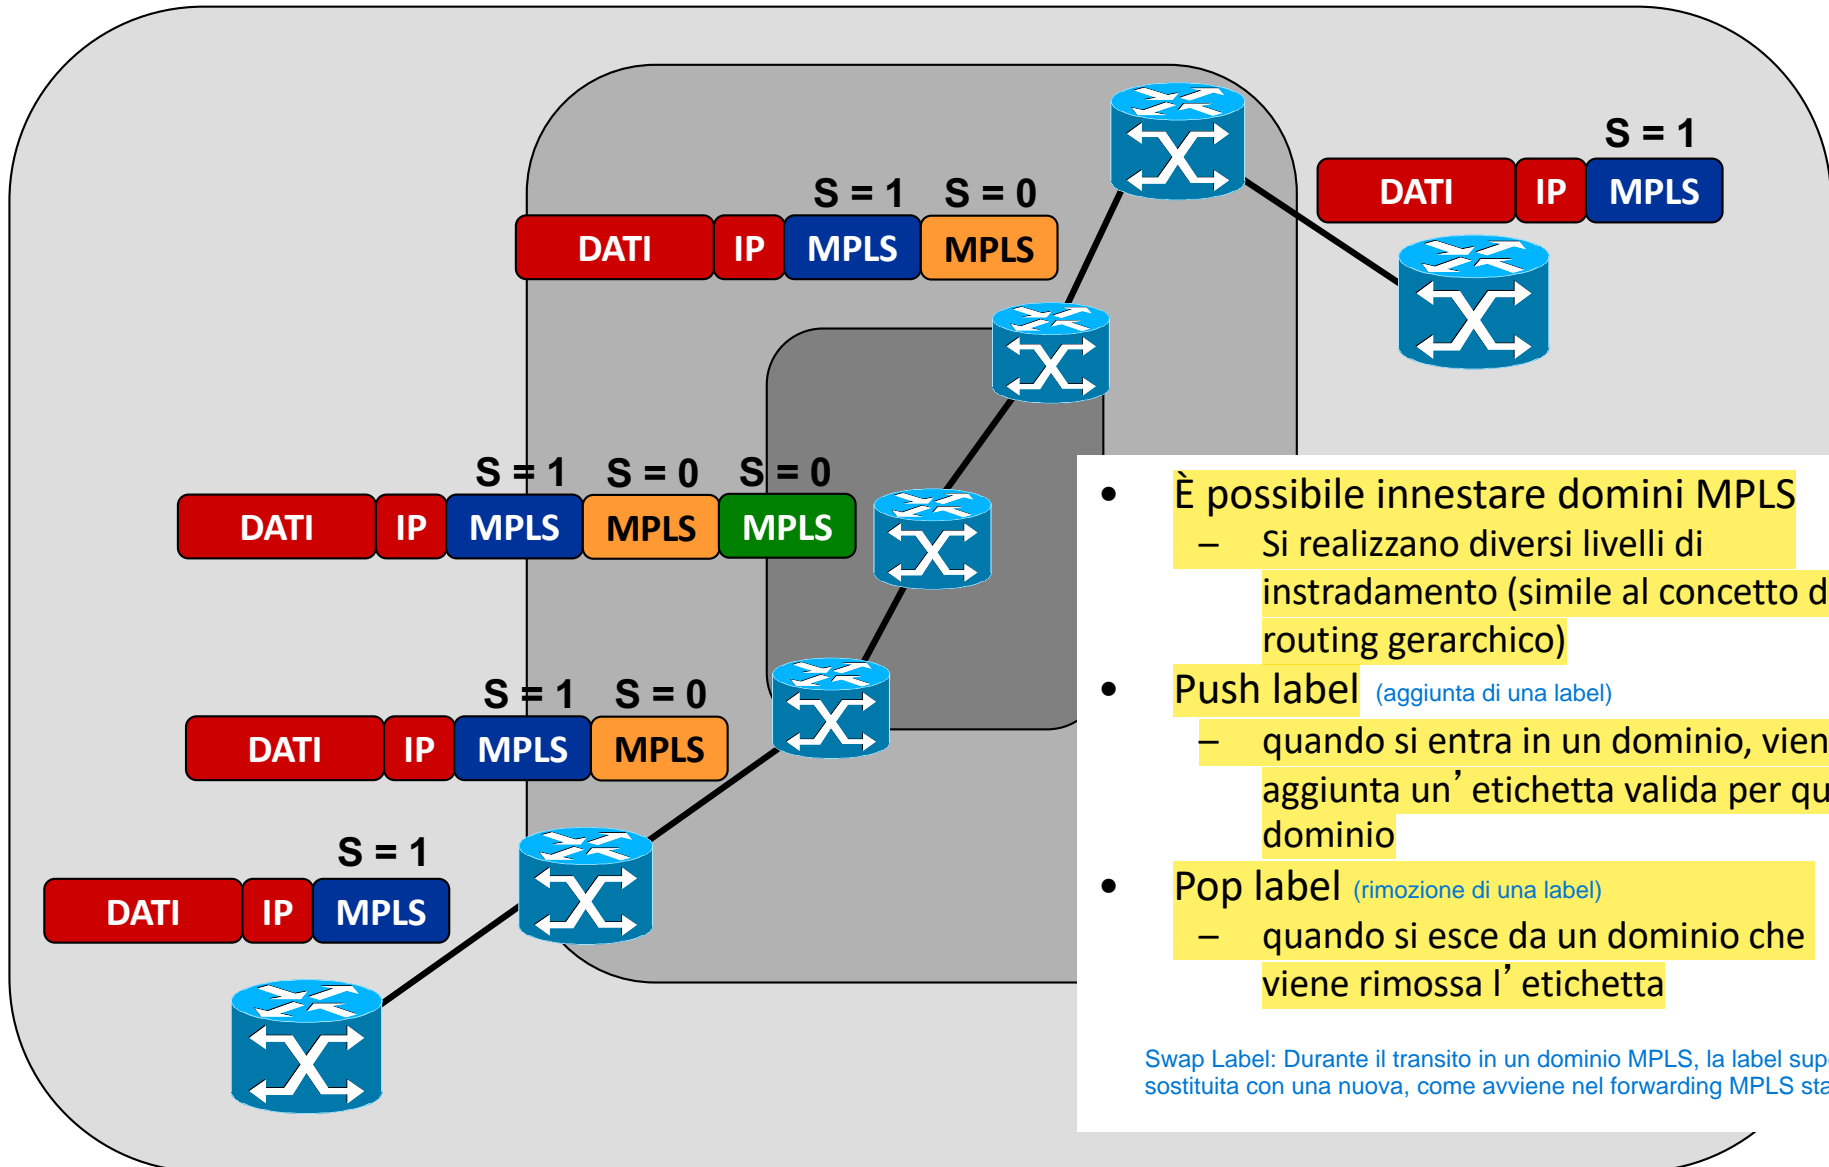 S = 1
DATI IP MPLS
S = 1 S = 0
DATI IP MPLS MPLS
S = 1 S = 0 S = 0
DATI IP MPLS MPLS MPLS
S = 1 S = 0
DATI IP MPLS MPLS
S = 1
DATI IP MPLS
• È possibile innestare domini MPLS
– Si realizzano diversi livelli di
instradamento (simile al concetto d
routing gerarchico)
• Push label (aggiunta di una label)
– quando si entra in un dominio, vien
aggiunta un’ etichetta valida per qu
dominio
• Pop label (rimozione di una label)
– quando si esce da un dominio che
viene rimossa l’ etichetta
Swap Label: Durante il transito in un dominio MPLS, la label sup
sostituita con una nuova, come avviene nel forwarding MPLS sta